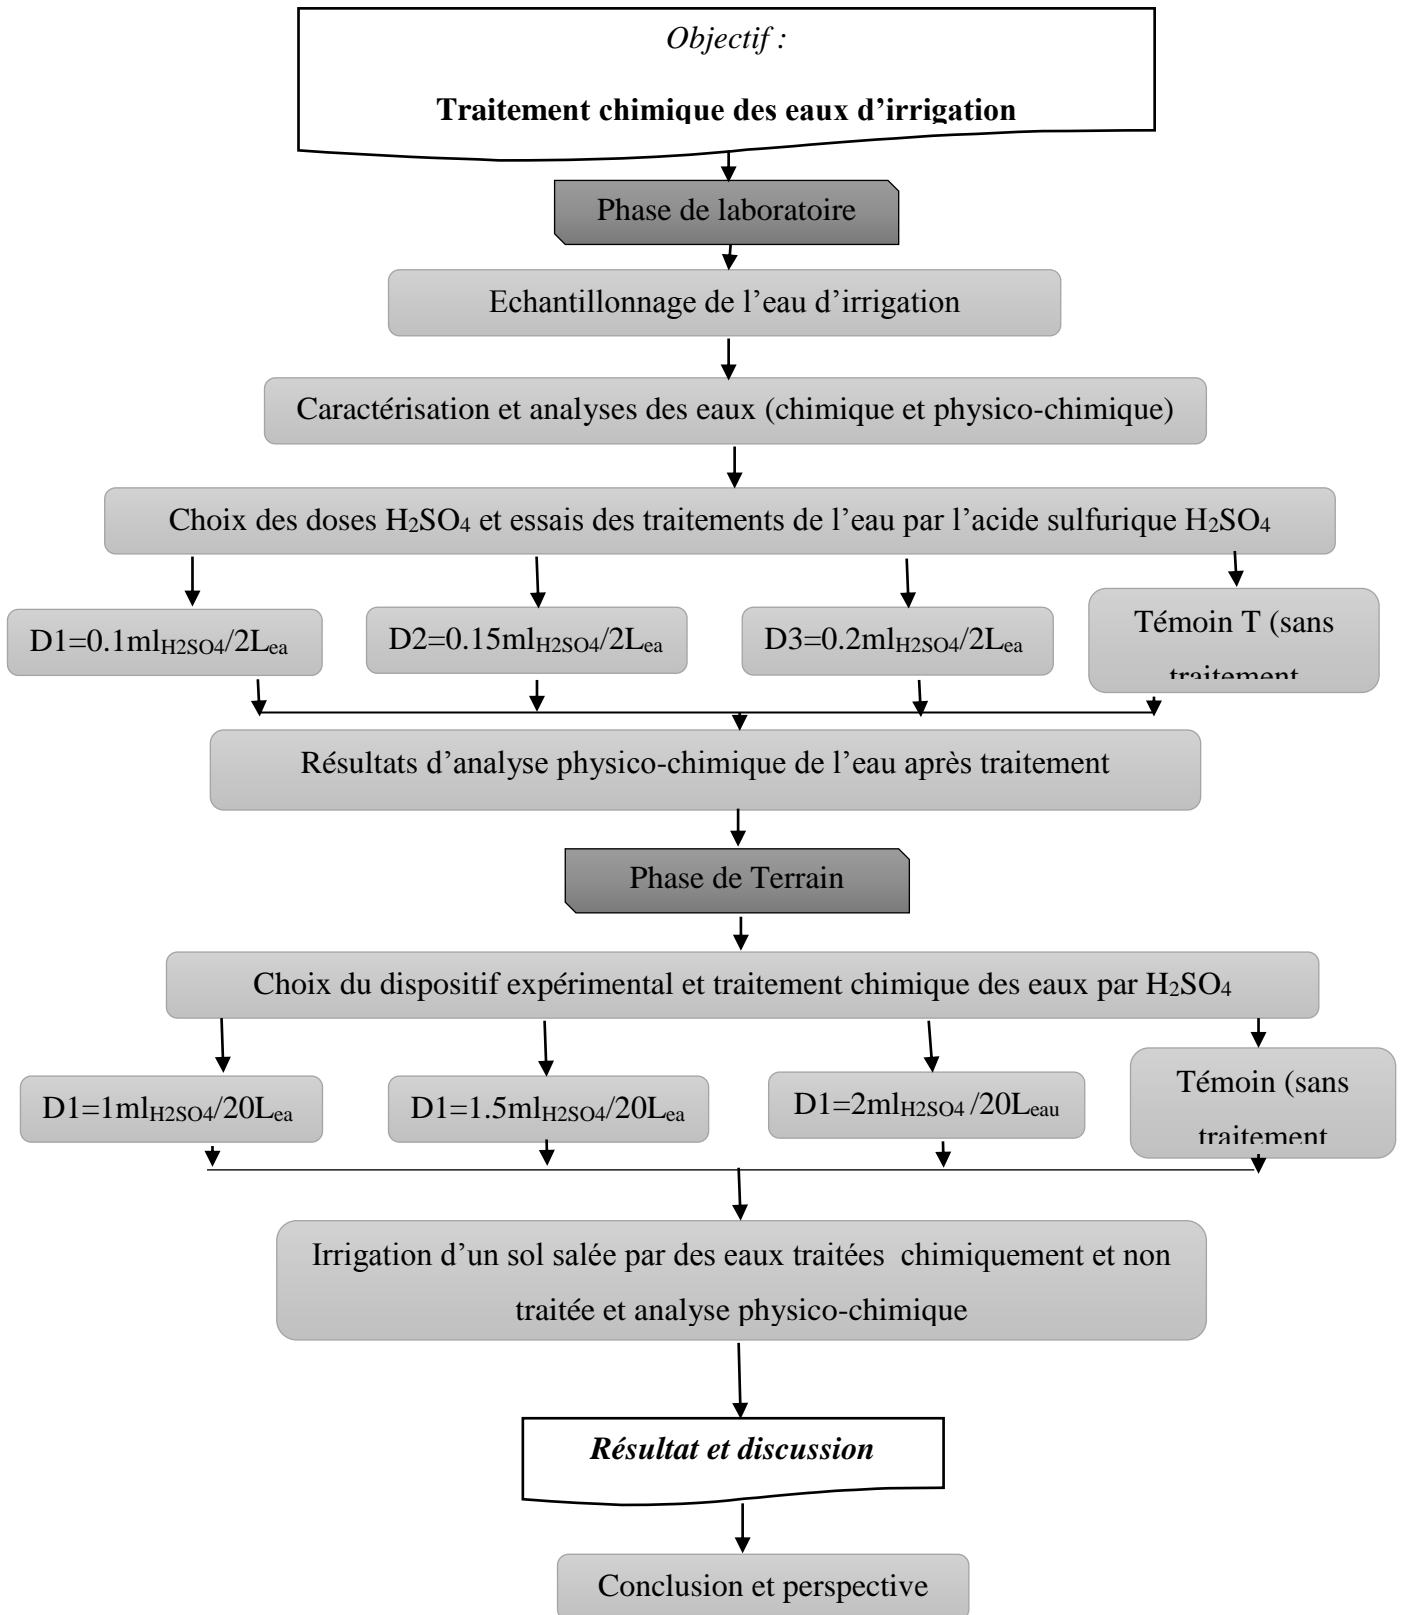 Objectif :
Traitement chimique des eaux d’irrigation
Phase de laboratoire
Echantillonnage de l’eau d’irrigation
Caractérisation et analyses des eaux (chimique et physico-chimique)
Choix des doses H₂SO₄ et essais des traitements de l’eau par l’acide sulfurique H₂SO₄
D1=0.1mlH2SO4/2Lea
D2=0.15mlH2SO4/2Lea
D3=0.2mlH2SO4/2Lea
Témoin T (sans
traitement
Résultats d’analyse physico-chimique de l’eau après traitement
Phase de Terrain
Choix du dispositif expérimental et traitement chimique des eaux par H₂SO₄
D1=1mlH2SO4/20Lea
D1=1.5mlH2SO4/20Lea
D1=2mlH2SO4 /20Leau
Témoin (sans
traitement
Irrigation d’un sol salée par des eaux traitées chimiquement et non
traitée et analyse physico-chimique
Résultat et discussion
Conclusion et perspective